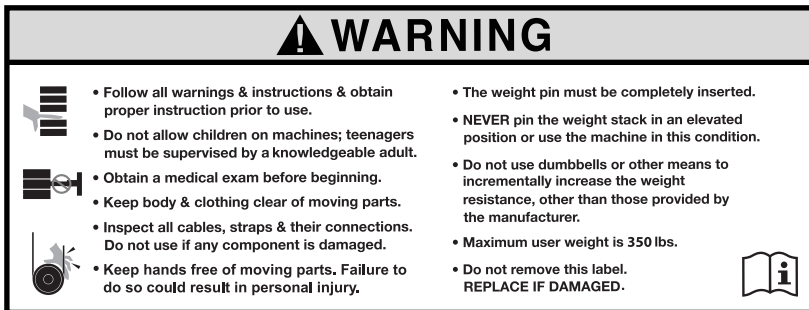 WARNING
• Follow all warnings & instructions & obtain
proper instruction prior to use.
• Do not allow children on machines; teenagers
must be supervised by a knowledgeable adult.
• Obtain a medical exam before beginning.
• Keep body & clothing clear of moving parts.
• Inspect all cables, straps & their connections.
Do not use if any component is damaged.
• Keep hands free of moving parts. Failure to
do so could result in personal injury.
• The weight pin must be completely inserted.
• NEVER pin the weight stack in an elevated
position or use the machine in this condition.
• Do not use dumbbells or other means to
incrementally increase the weight
resistance, other than those provided by
the manufacturer.
• Maximum user weight is 350 lbs.
• Do not remove this label.
REPLACE IF DAMAGED.